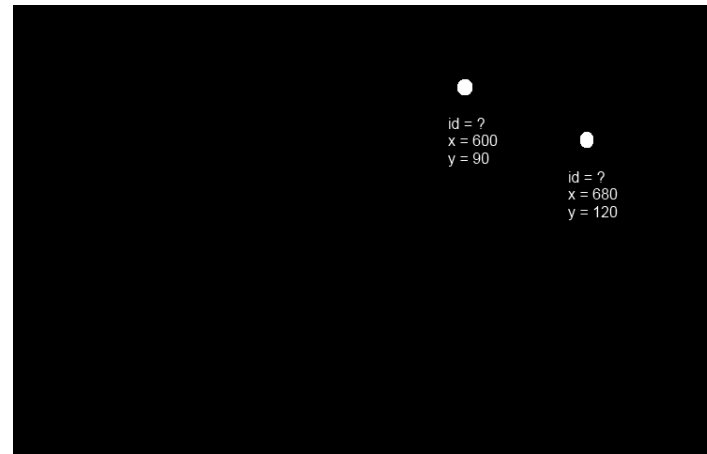 id = ?
x = 600
y = 90
id = ?
x = 680
y = 120